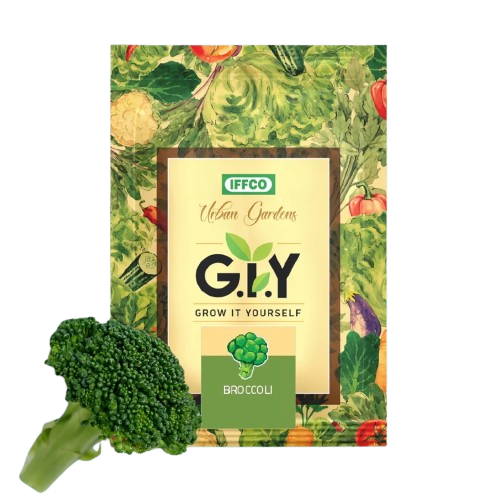 IFFCO
Urban Gardens
G.I.Y
GROW IT YOURSELF
BROCCOLI